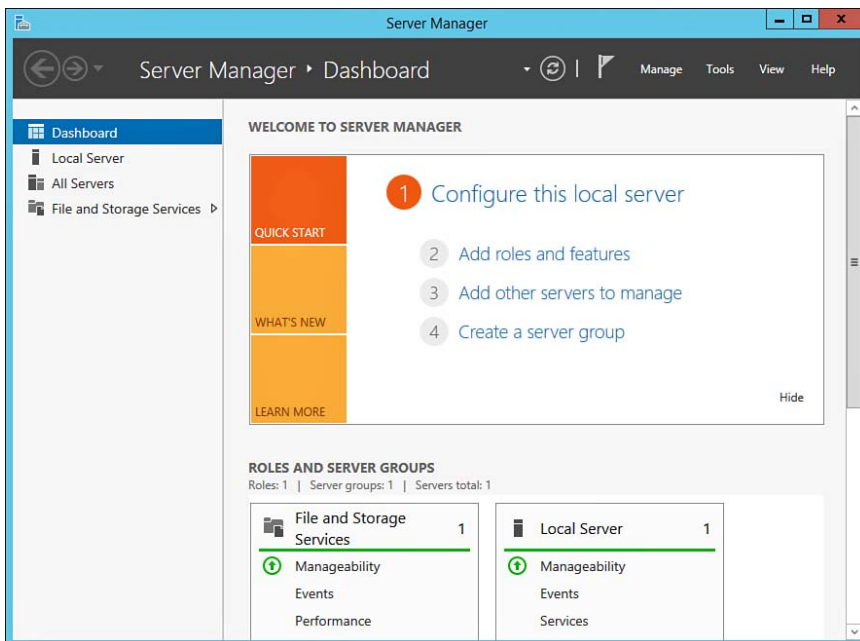 Server Manager
Server Manager ‣ Dashboard
Manage Tools View Help
Dashboard
Local Server
All Servers
File and Storage Services
WELCOME TO SERVER MANAGER
QUICK START
WHAT'S NEW
LEARN MORE
1 Configure this local server
2 Add roles and features
3 Add other servers to manage
4 Create a server group
Hide
ROLES AND SERVER GROUPS
Roles: 1 | Server groups: 1 | Servers total: 1
File and Storage
Services
1
Manageability
Events
Performance
Local Server 1
Manageability
Events
Services